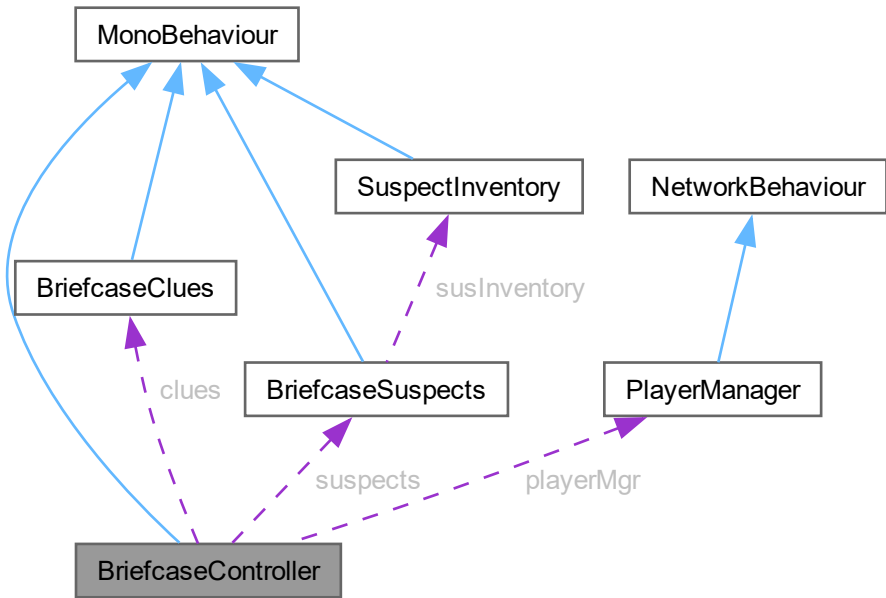 MonoBehaviour
SuspectInventory
NetworkBehaviour
BriefcaseClues
susInventory
BriefcaseSuspects
PlayerManager
clues
suspects
playerMgr
BriefcaseController